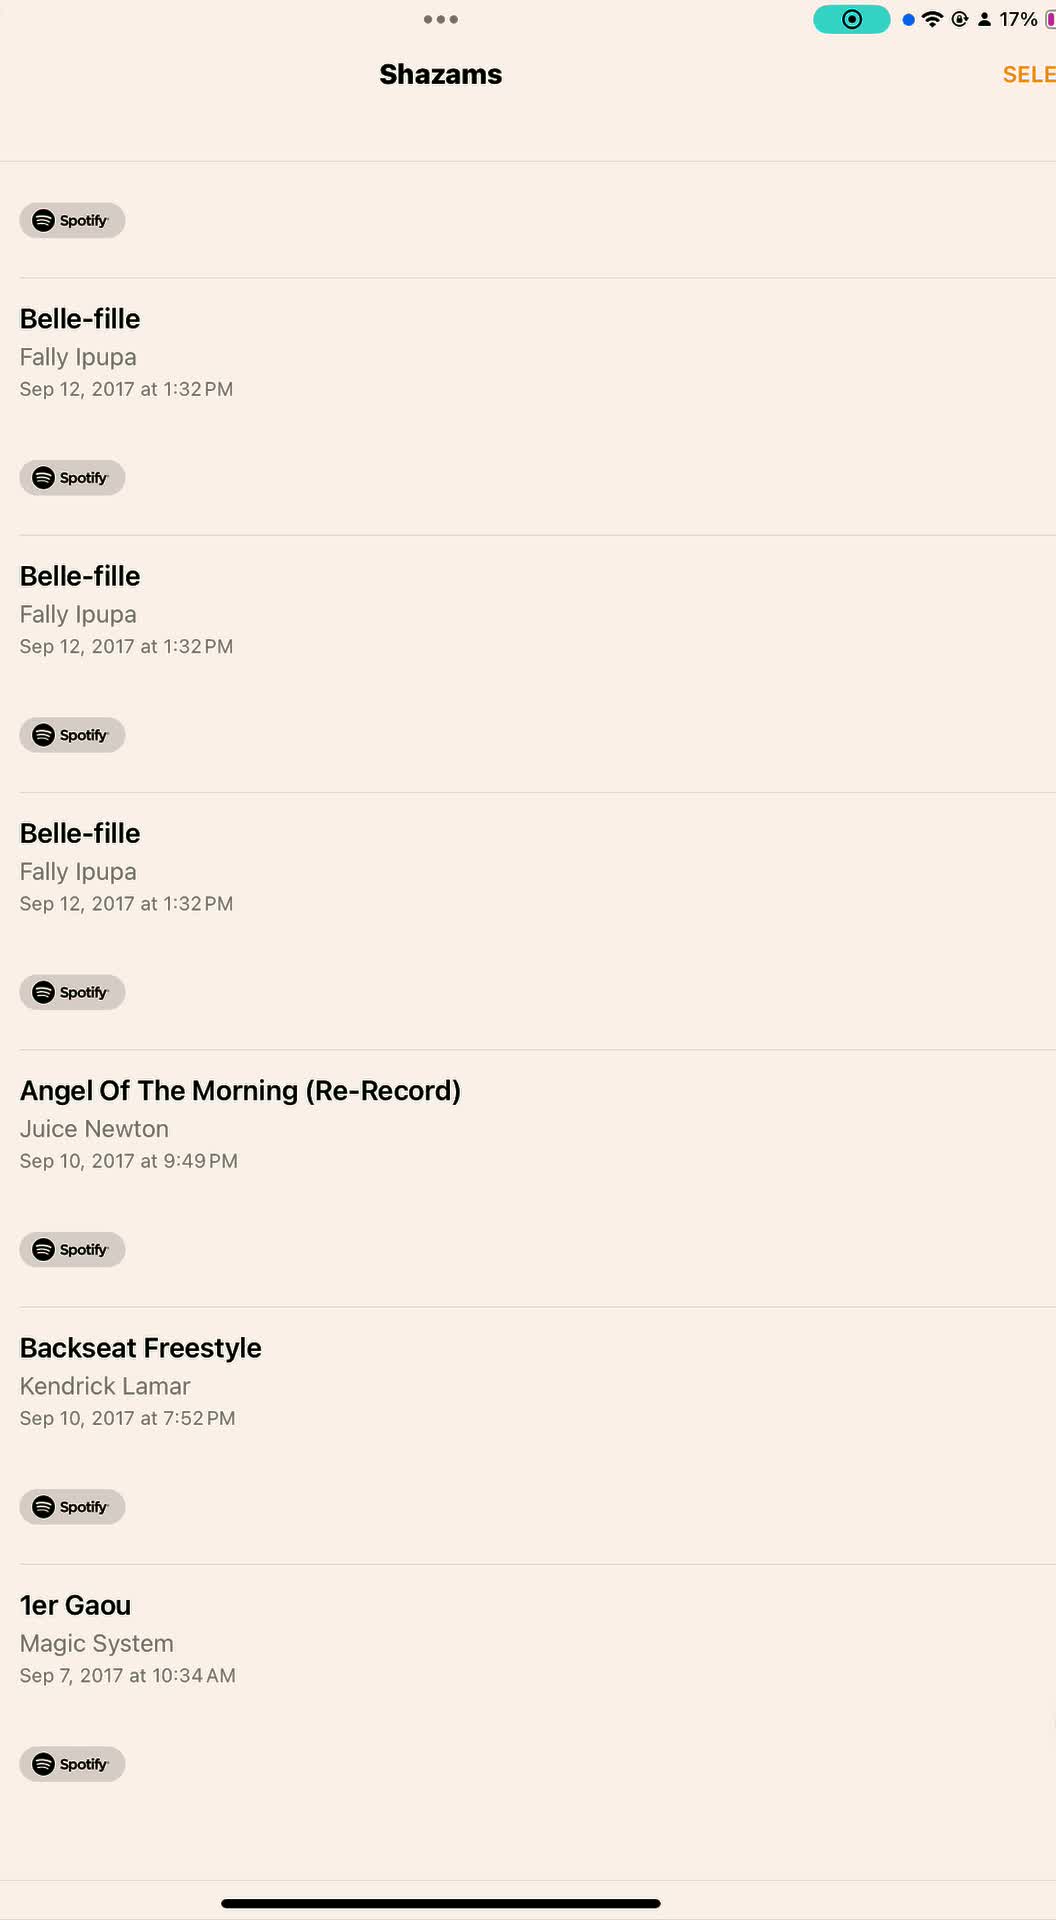 17%
Shazams
SELE
Spotify
Belle-fille
Fally Ipupa
Sep 12, 2017 at 1:32 PM
Spotify
Belle-fille
Fally Ipupa
Sep 12, 2017 at 1:32 PM
Spotify
Belle-fille
Fally Ipupa
Sep 12, 2017 at 1:32 PM
Spotify
Angel Of The Morning (Re-Record)
Juice Newton
Sep 10, 2017 at 9:49 PM
Spotify
Backseat Freestyle
Kendrick Lamar
Sep 10, 2017 at 7:52 PM
Spotify
1er Gaou
Magic System
Sep 7, 2017 at 10:34 AM
Spotify